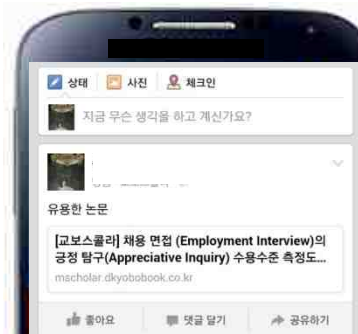 상태 사진 체크인
지금 무슨 생각을 하고 계신가요?
유용한 논문
[교보스콜라] 채용 면접 (Employment Interview)의
긍정 탐구(Appreciative Inquiry) 수용수준 측정도...
mscholar.dkyobobook.co.kr
좋아요 댓글 달기 공유하기